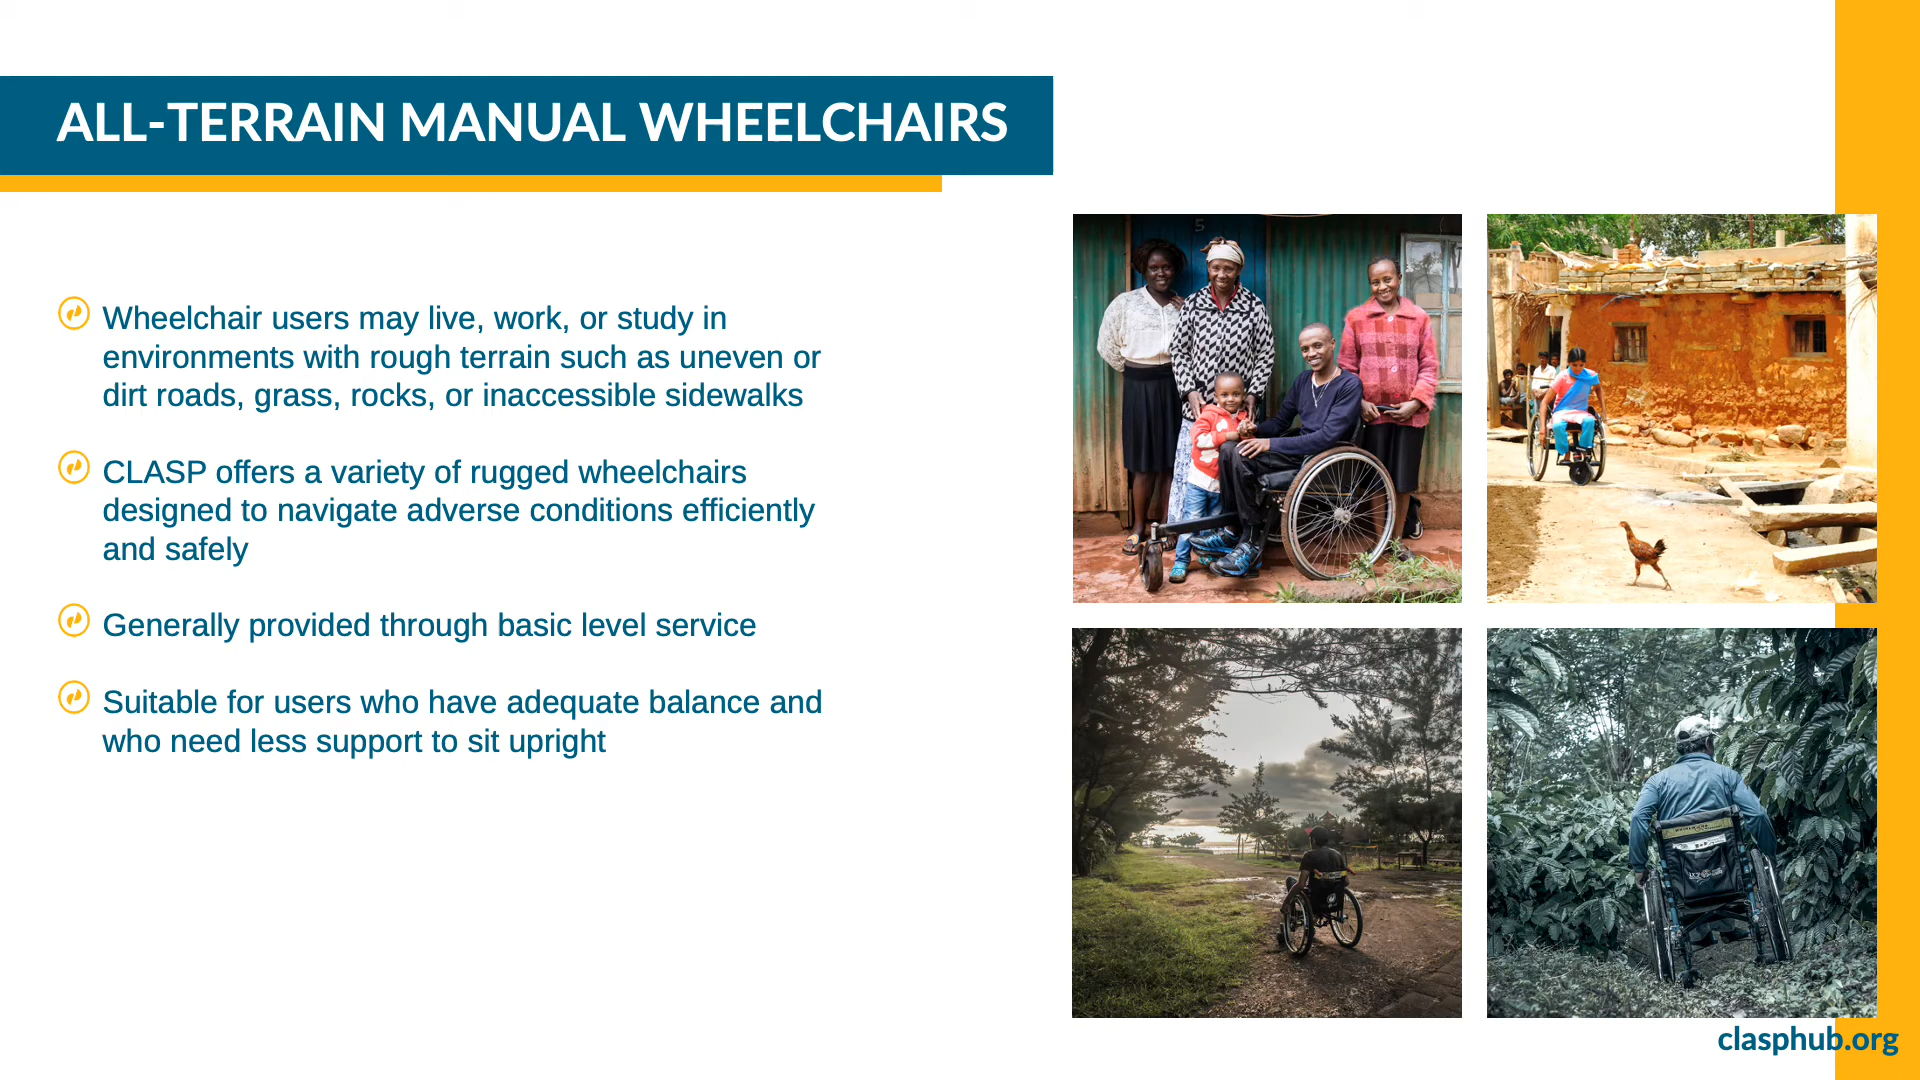 ALL-TERRAIN MANUAL WHEELCHAIRS
Wheelchair users may live, work, or study in
environments with rough terrain such as uneven or
dirt roads, grass, rocks, or inaccessible sidewalks
CLASP offers a variety of rugged wheelchairs
designed to navigate adverse conditions efficiently
and safely
Generally provided through basic level service
Suitable for users who have adequate balance and
who need less support to sit upright
5
clasphub.org